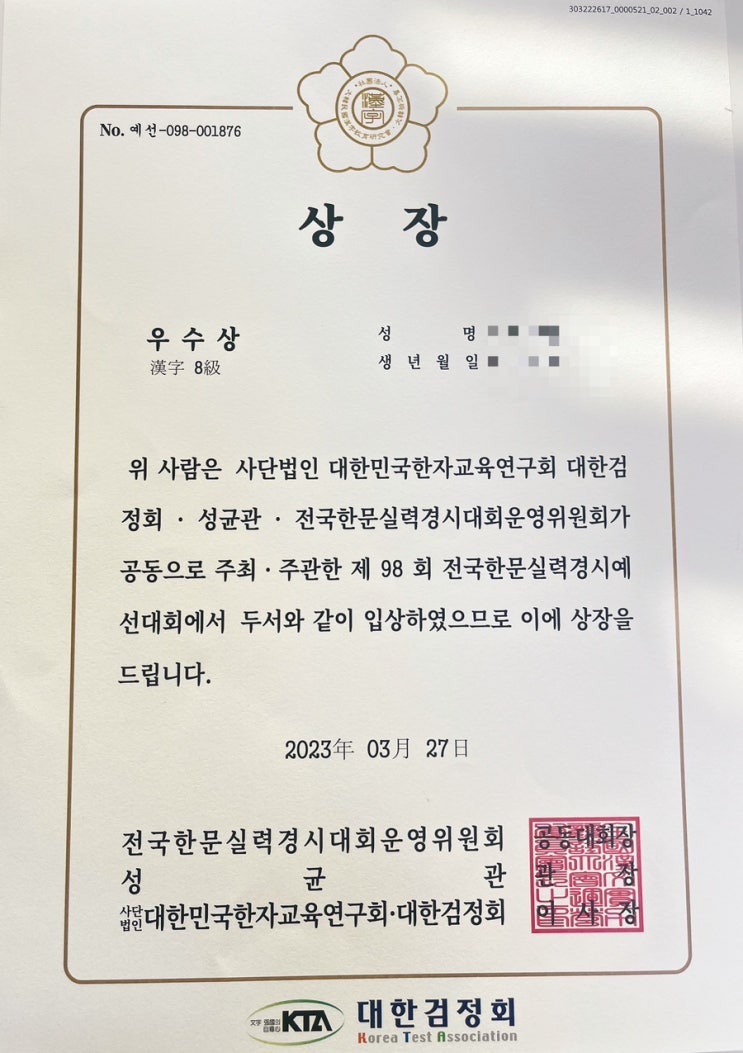 303222617_0000521_02_002 / 1_1042
No. 예선-098-001876
상 장
우수상
漢字 8級
성 명
생년월일
위 사람은 사단법인 대한민국한자교육연구회 대한검
정회 · 성균관 · 전국한문실력경시대회운영위원회가
공동으로 주최·주관한 제 98 회 전국한문실력경시예
선대회에서 두서와 같이 입상하였으므로 이에 상장을
드립니다.
2023年 03月 27日
전국한문실력경시대회운영위원회 공동대회장
성균관 관장
사단법인 대한민국한자교육연구회·대한검정회 이사장
KTA 대한검정회
Korea Test Association